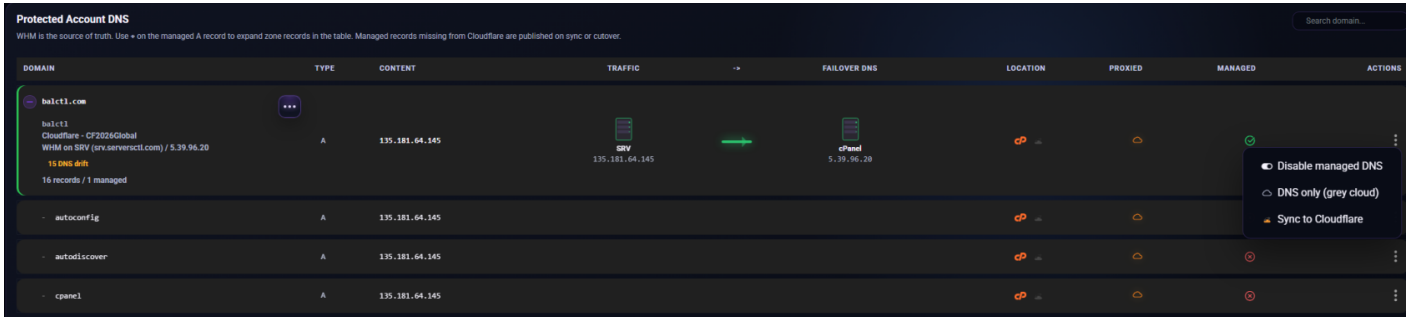 Protected Account DNS
Search domain...
WHM is the source of truth. Use • on the managed A record to expand zone records in the table. Managed records missing from Cloudflare are published on sync or cutover.
DOMAIN TYPE CONTENT TRAFFIC -> FAILOVER DNS LOCATION PROXIED MANAGED ACTIONS
balctl.com
balctl
Cloudflare - CF2026Global
WHM on SRV (srv.serversctl.com) / 5.39.96.20
15 DNS drift
16 records / 1 managed
A 135.181.64.145
SRV
135.181.64.145
cPanel
5.39.96.20
cP
Disable managed DNS
DNS only (grey cloud)
Sync to Cloudflare
- autoconfig A 135.181.64.145 cP
- autodiscover A 135.181.64.145 cP
- cpanel A 135.181.64.145 cP